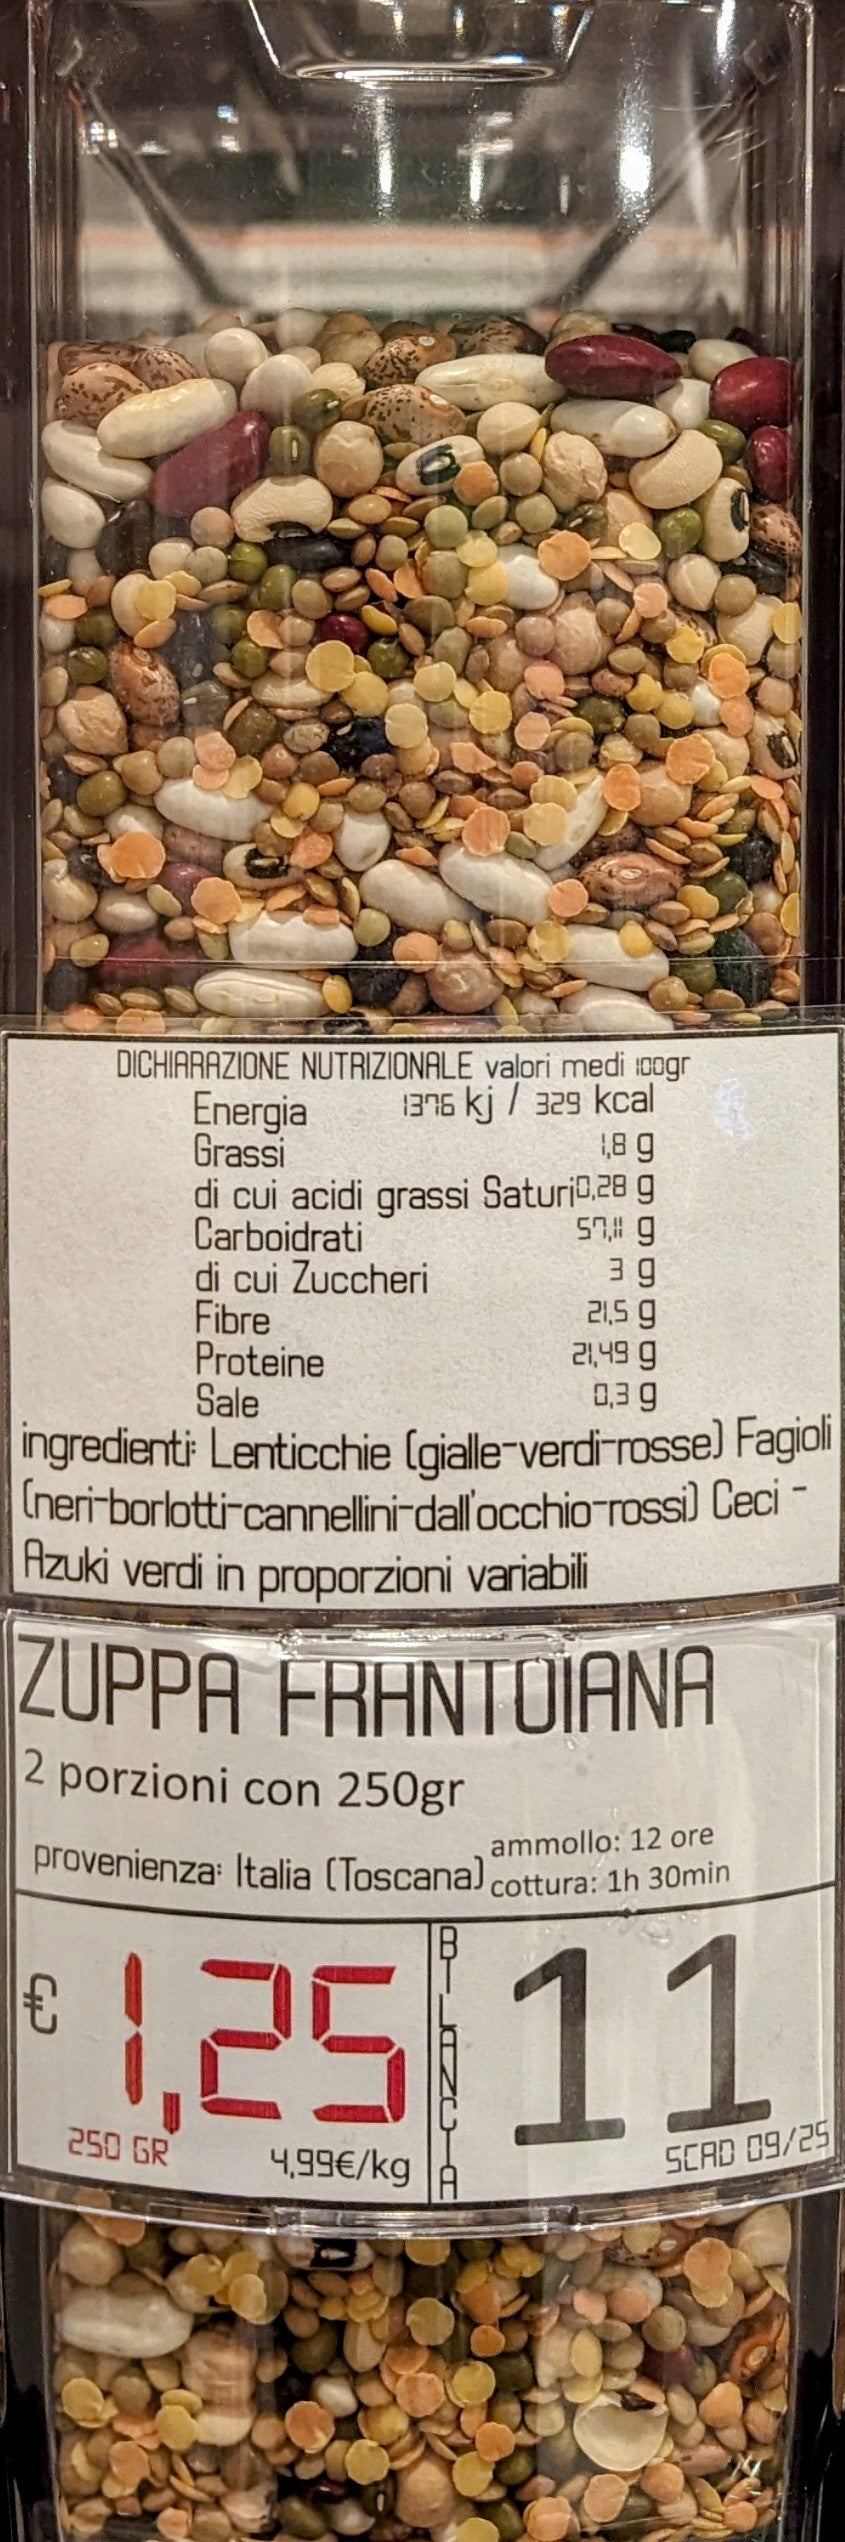 DICHIARAZIONE NUTRIZIONALE valori medi 100gr
Energia 1376 kj / 329 kcal
Grassi 1,8 g
di cui acidi grassi Saturi 0,28 g
Carboidrati 57,11 g
di cui Zuccheri 3 g
Fibre 21,5 g
Proteine 21,49 g
Sale 0,3 g
ingredienti: Lenticchie (gialle-verdi-rosse) Fagioli
(neri-borlotti-cannellini-dall'occhio-rossi) Ceci -
Azuki verdi in proporzioni variabili
ZUPPA FRANTOIANA
2 porzioni con 250gr
provenienza: Italia (Toscana)
ammollo: 12 ore
cottura: 1h 30min
€ 1,25
250 GR
4,99€/kg
BILANCIA
11
SCAD 09/25